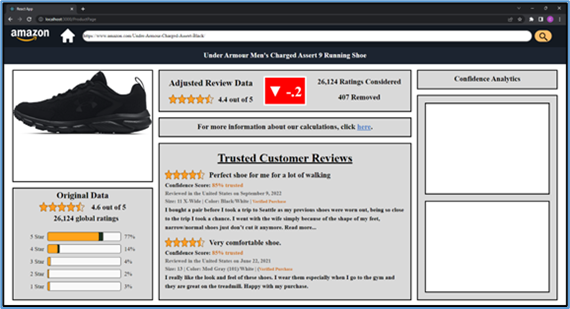 React App
localhost:3000/ProductPage
amazon
https://www.amazon.com/Under-Armour-Charged-Assert-Black/
Under Armour Men's Charged Assert 9 Running Shoe
Adjusted Review Data
4.4 out of 5
▼ -.2
26,124 Ratings Considered
407 Removed
Confidence Analytics
For more information about our calculations, click here.
Original Data
4.6 out of 5
26,124 global ratings
5 Star 77%
4 Star 14%
3 Star 4%
2 Star 2%
1 Star 3%
Trusted Customer Reviews
Perfect shoe for me for a lot of walking
Confidence Score: 85% trusted
Reviewed in the United States on September 9, 2022
Size: 11 X-Wide | Color: Black/White | Verified Purchase
I bought a pair before I took a trip to Seattle as my previous shoes were worn out, being so close
to the trip I took a chance. I went with the wife simply because of the shape of my feet,
narrow/normal shoes just don't cut it anymore. Read more...
Very comfortable shoe.
Confidence Score: 85% trusted
Reviewed in the United States on June 22, 2021
Size: 13 | Color: Mod Gray (101)/White | Verified Purchase
I really like the look and feel of these shoes. I wear them especially when I go to the gym and
they are great on the treadmill. Happy with my purchase.